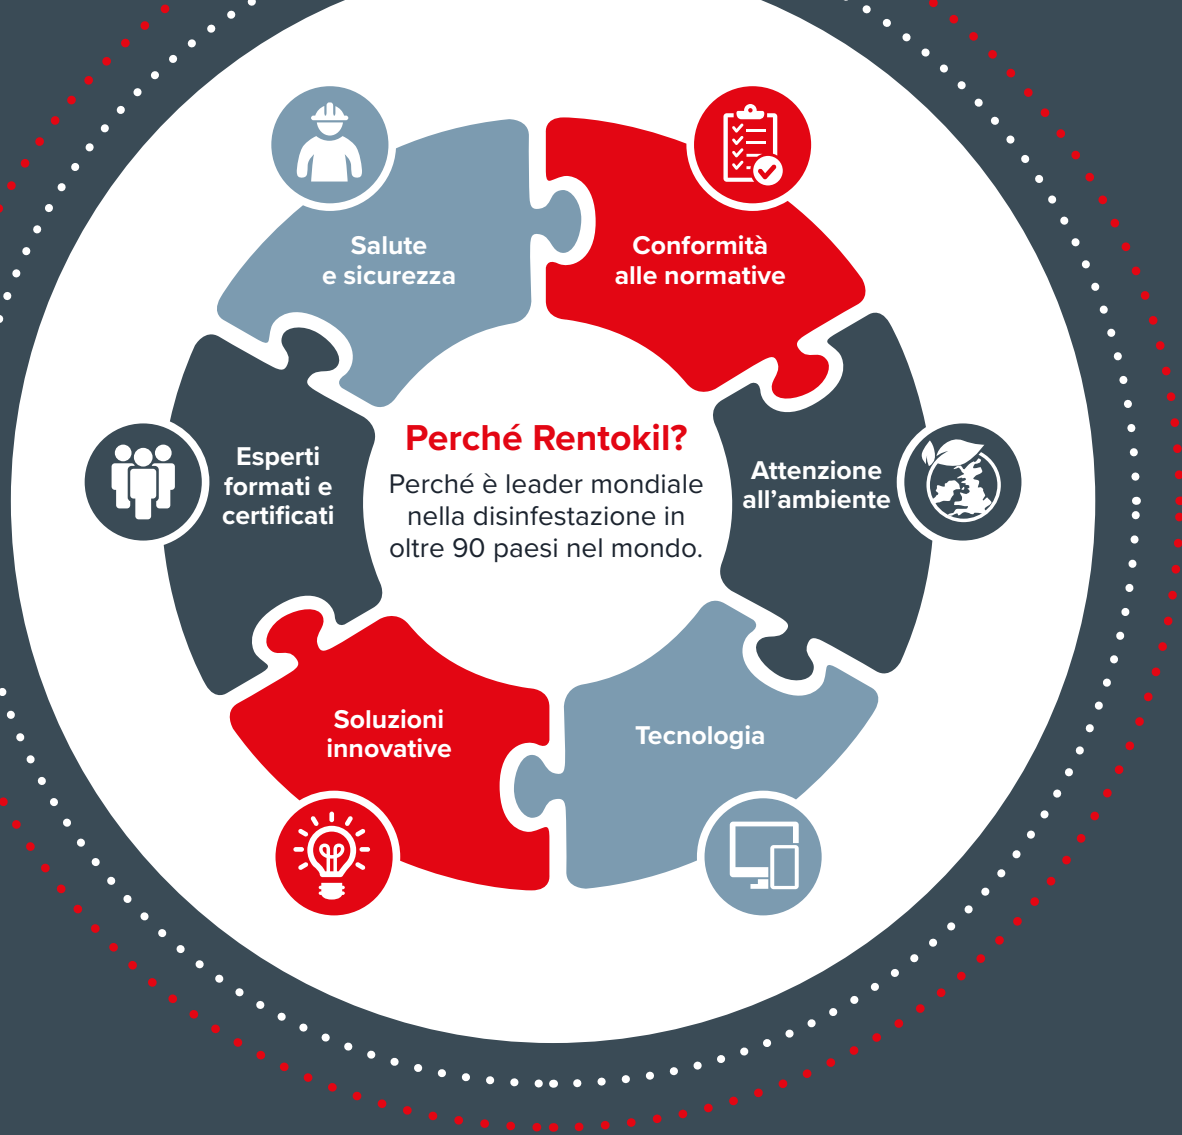 Salute
e sicurezza
Conformità
alle normative
Perché Rentokil?
Perché è leader mondiale
nella disinfestazione in
oltre 90 paesi nel mondo.
Esperti
formati e
certificati
Attenzione
all'ambiente
Soluzioni
innovative
Tecnologia